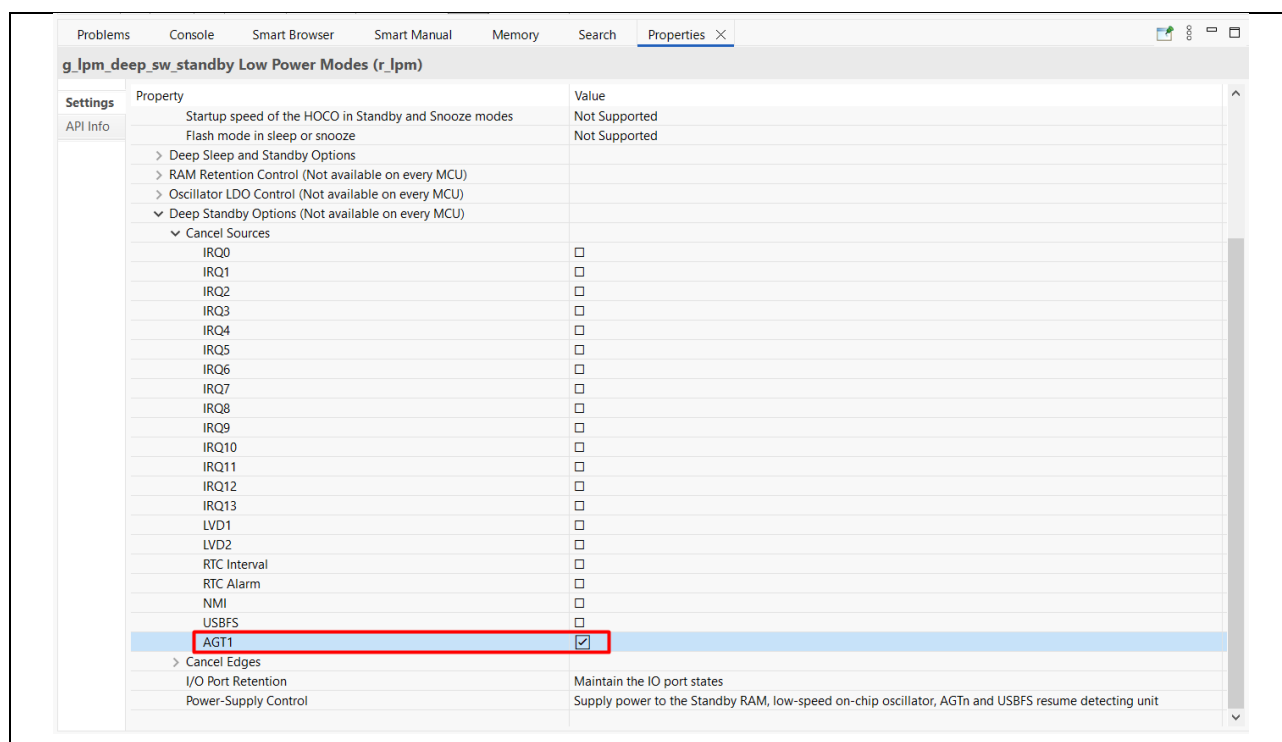 Problems Console Smart Browser Smart Manual Memory Search Properties
g_lpm_deep_sw_standby Low Power Modes (r_lpm)
Settings
API Info
Property Value
Startup speed of the HOCO in Standby and Snooze modes Not Supported
Flash mode in sleep or snooze Not Supported
Deep Sleep and Standby Options
RAM Retention Control (Not available on every MCU)
Oscillator LDO Control (Not available on every MCU)
Deep Standby Options (Not available on every MCU)
Cancel Sources
IRQ0
IRQ1
IRQ2
IRQ3
IRQ4
IRQ5
IRQ6
IRQ7
IRQ8
IRQ9
IRQ10
IRQ11
IRQ12
IRQ13
LVD1
LVD2
RTC Interval
RTC Alarm
NMI
USBFS
AGT1
Cancel Edges
I/O Port Retention Maintain the IO port states
Power-Supply Control Supply power to the Standby RAM, low-speed on-chip oscillator, AGTn and USBFS resume detecting unit